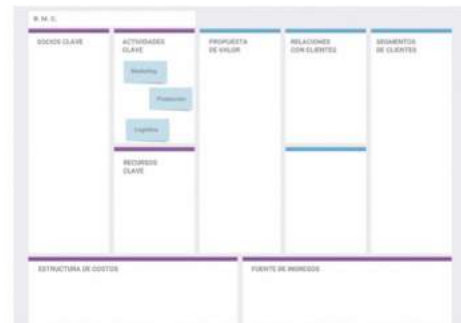 B. M. C.
SOCIOS CLAVE
ACTIVIDADES
CLAVE
Marketing
Producción
Logística
RECURSOS
CLAVE
PROPUESTA
DE VALOR
RELACIONES
CON CLIENTES
SEGMENTOS
DE CLIENTES
ESTRUCTURA DE COSTOS
FUENTE DE INGRESOS